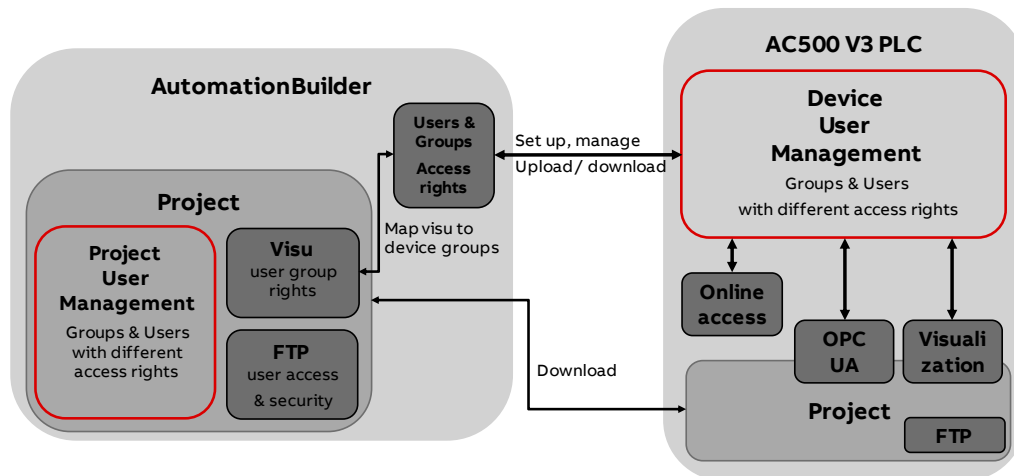 AutomationBuilder
Users &
Groups
Access
rights
Project
Project
User
Management
Groups & Users
with different
access rights
Visu
user group
rights
FTP
user access
& security
Map visu to
device groups
Set up, manage
Upload/ download
Download
AC500 V3 PLC
Device
User
Management
Groups & Users
with different access rights
Online
access
OPC
UA
Visuali
zation
Project
FTP